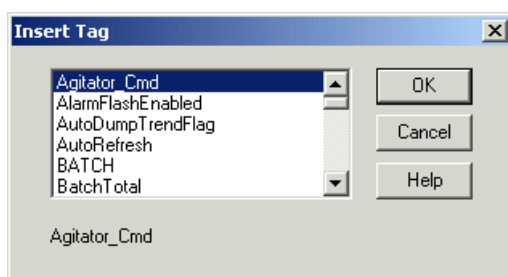 Insert Tag
Agitator_Cmd
AlarmFlashEnabled
AutoDumpTrendFlag
AutoRefresh
BATCH
BatchTotal
OK
Cancel
Help
Agitator_Cmd